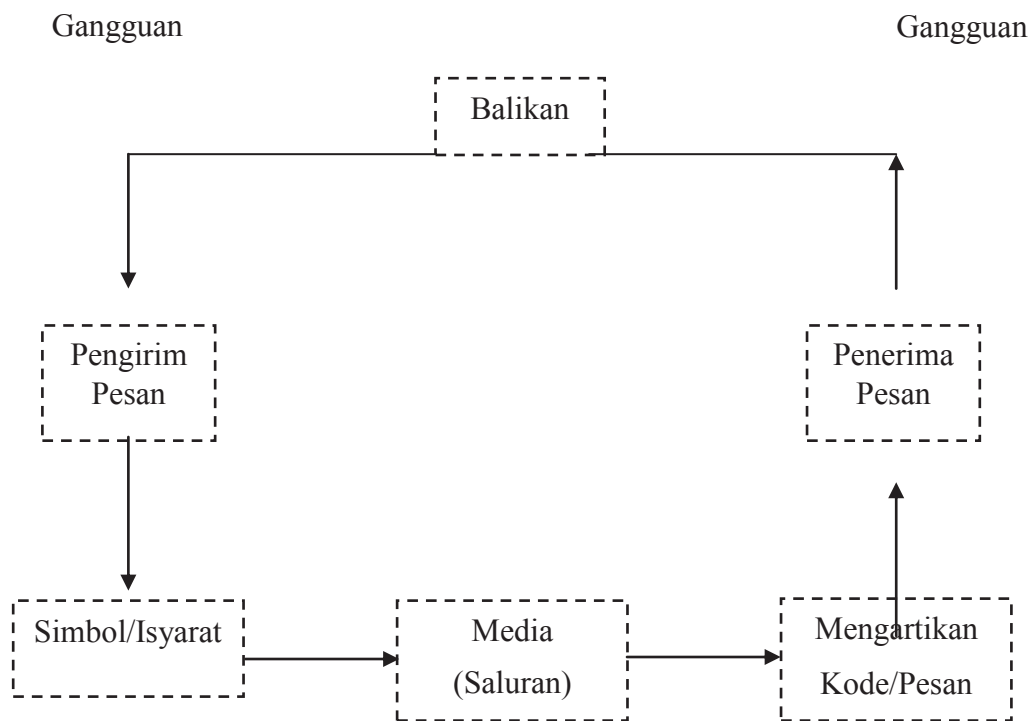 Gangguan
Gangguan
Balikan
Pengirim
Pesan
Penerima
Pesan
Simbol/Isyarat
Media
(Saluran)
Mengartikan
Kode/Pesan